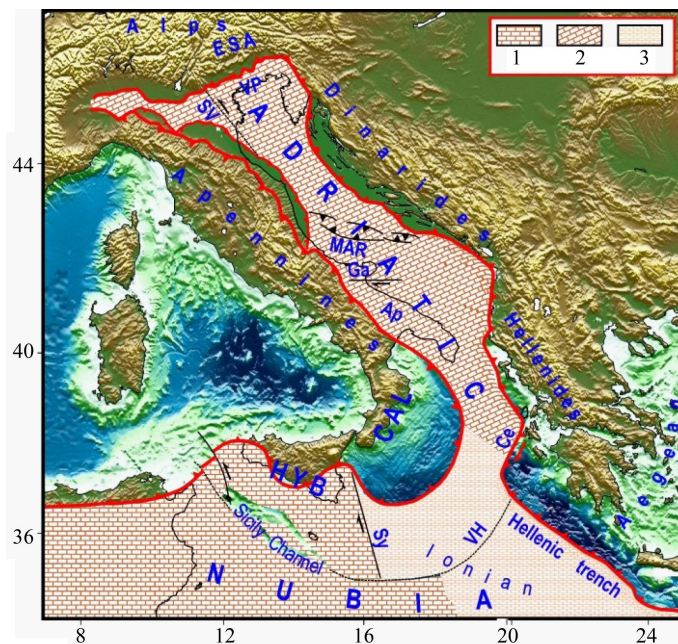 Alps
ESA
1 2 3
VP
SV
Dinarides
ADRIATIC
44
Apennines
MAR
Ga
Ap
40
Hellenides
CAL
Ce
Aegean
HYB
Sicily Channel
Sy
VH
Ionian
Hellenic trench
36
NUBIA
8 12 16 20 24